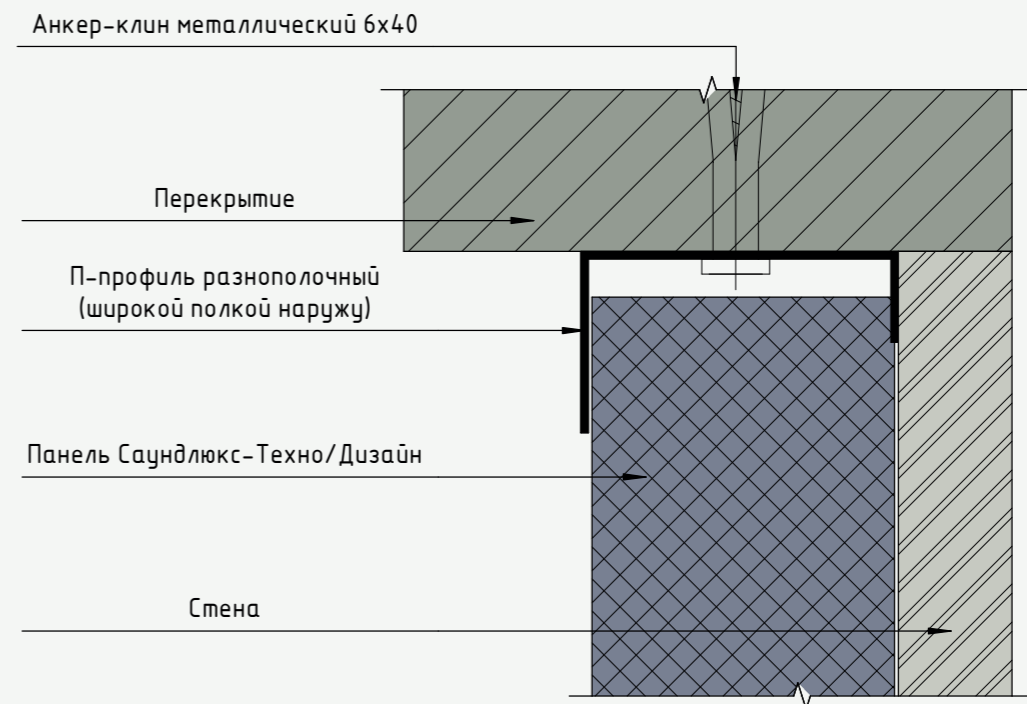 Анкер-клин металлический 6х40
Перекрытие
П-профиль разнополочный
(широкой полкой наружу)
Панель Саундлюкс-Техно/Дизайн
Стена